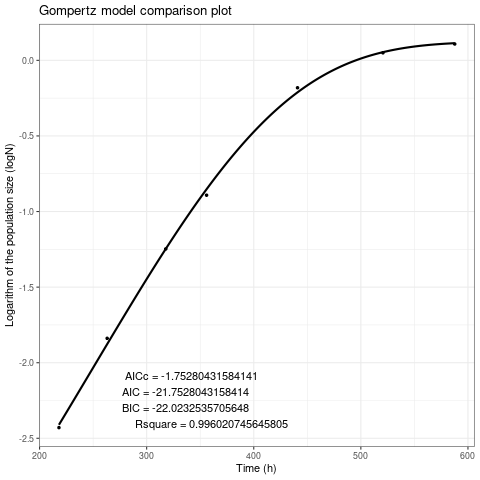 Gompertz model comparison plot
Logarithm of the population size (logN)
0.0
-0.5
-1.0
-1.5
-2.0
-2.5
AICc = -1.75280431584141
AIC = -21.7528043158414
BIC = -22.0232535705648
Rsquare = 0.996020745645805
200 300 400 500 600
Time (h)